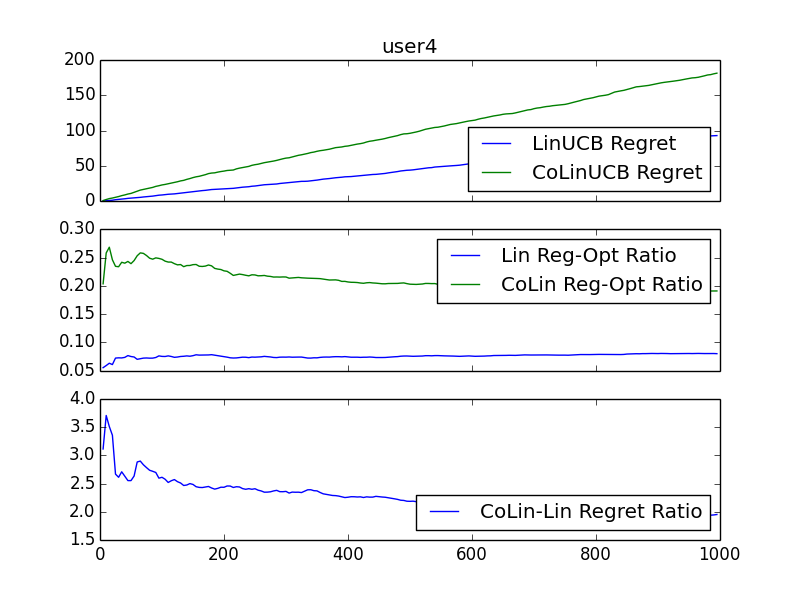 user4
200
150
100
50
0
LinUCB Regret
CoLinUCB Regret
0.30
0.25
0.20
0.15
0.10
0.05
Lin Reg-Opt Ratio
CoLin Reg-Opt Ratio
4.0
3.5
3.0
2.5
2.0
1.5
CoLin-Lin Regret Ratio
0 200 400 600 800 1000